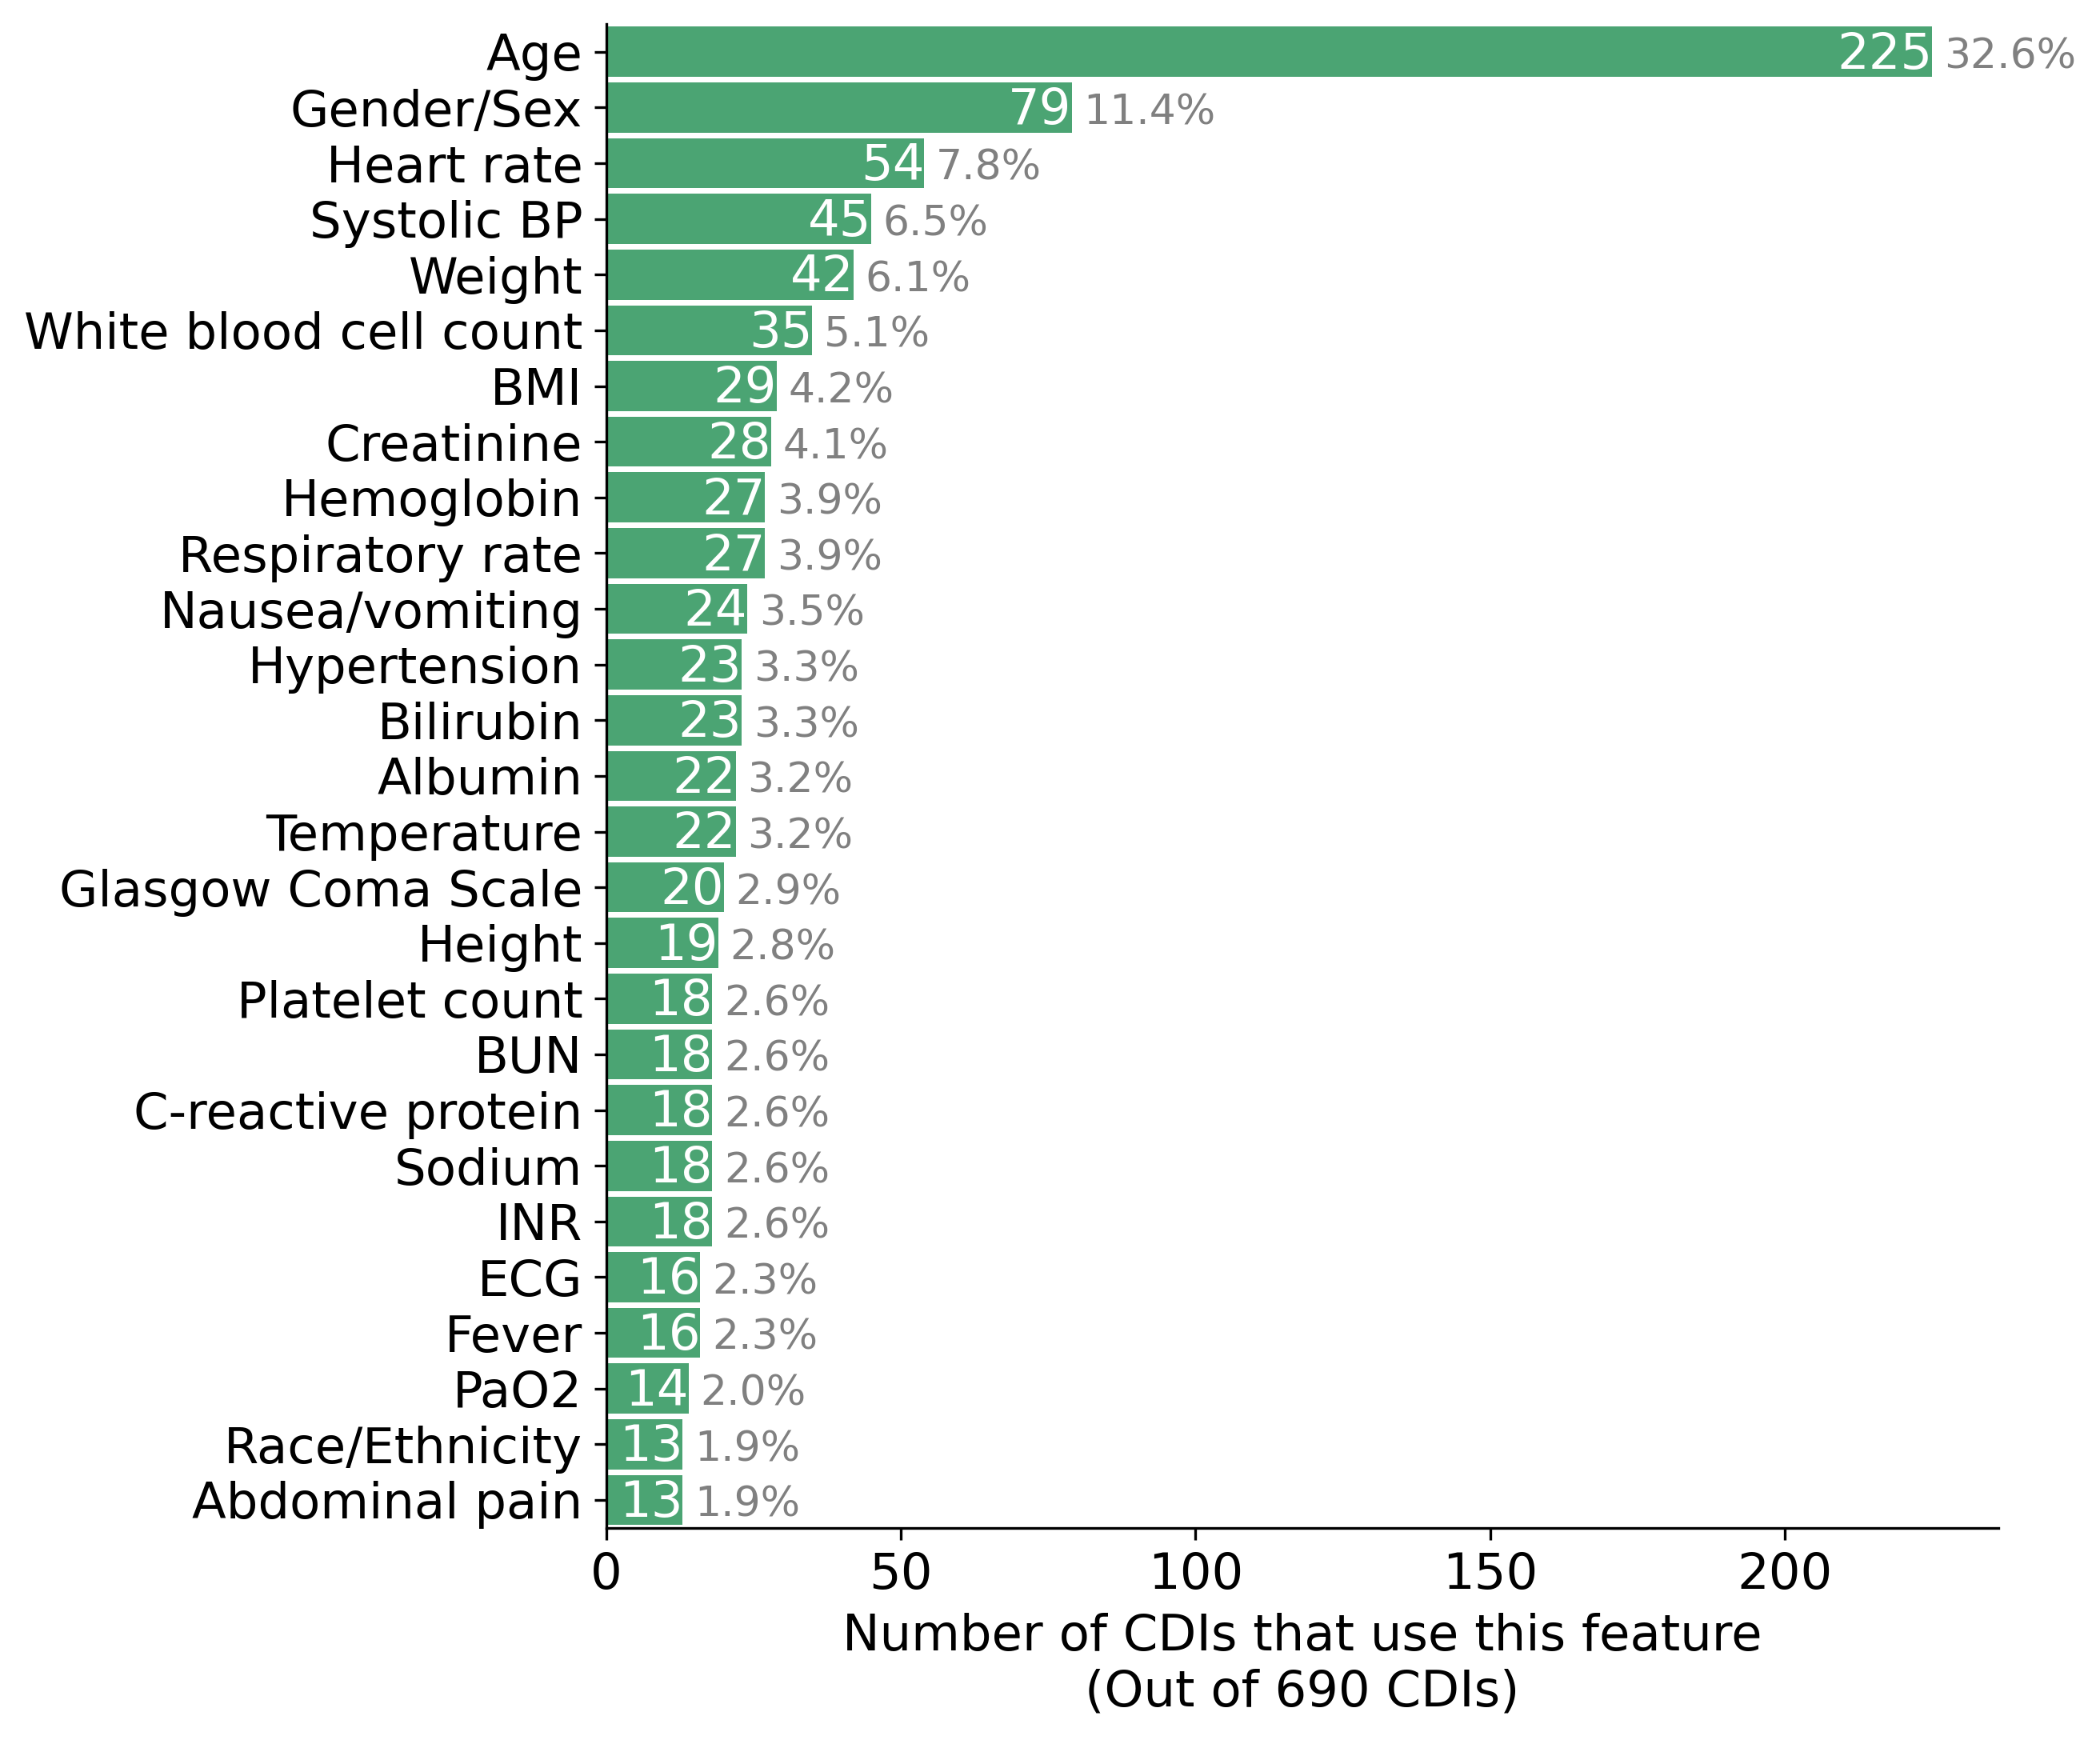 Age 225 32.6%
Gender/Sex 79 11.4%
Heart rate 54 7.8%
Systolic BP 45 6.5%
Weight 42 6.1%
White blood cell count 35 5.1%
BMI 29 4.2%
Creatinine 28 4.1%
Hemoglobin 27 3.9%
Respiratory rate 27 3.9%
Nausea/vomiting 24 3.5%
Hypertension 23 3.3%
Bilirubin 23 3.3%
Albumin 22 3.2%
Temperature 22 3.2%
Glasgow Coma Scale 20 2.9%
Height 19 2.8%
Platelet count 18 2.6%
BUN 18 2.6%
C-reactive protein 18 2.6%
Sodium 18 2.6%
INR 18 2.6%
ECG 16 2.3%
Fever 16 2.3%
PaO2 14 2.0%
Race/Ethnicity 13 1.9%
Abdominal pain 13 1.9%
0 50 100 150 200
Number of CDIs that use this feature
(Out of 690 CDIs)